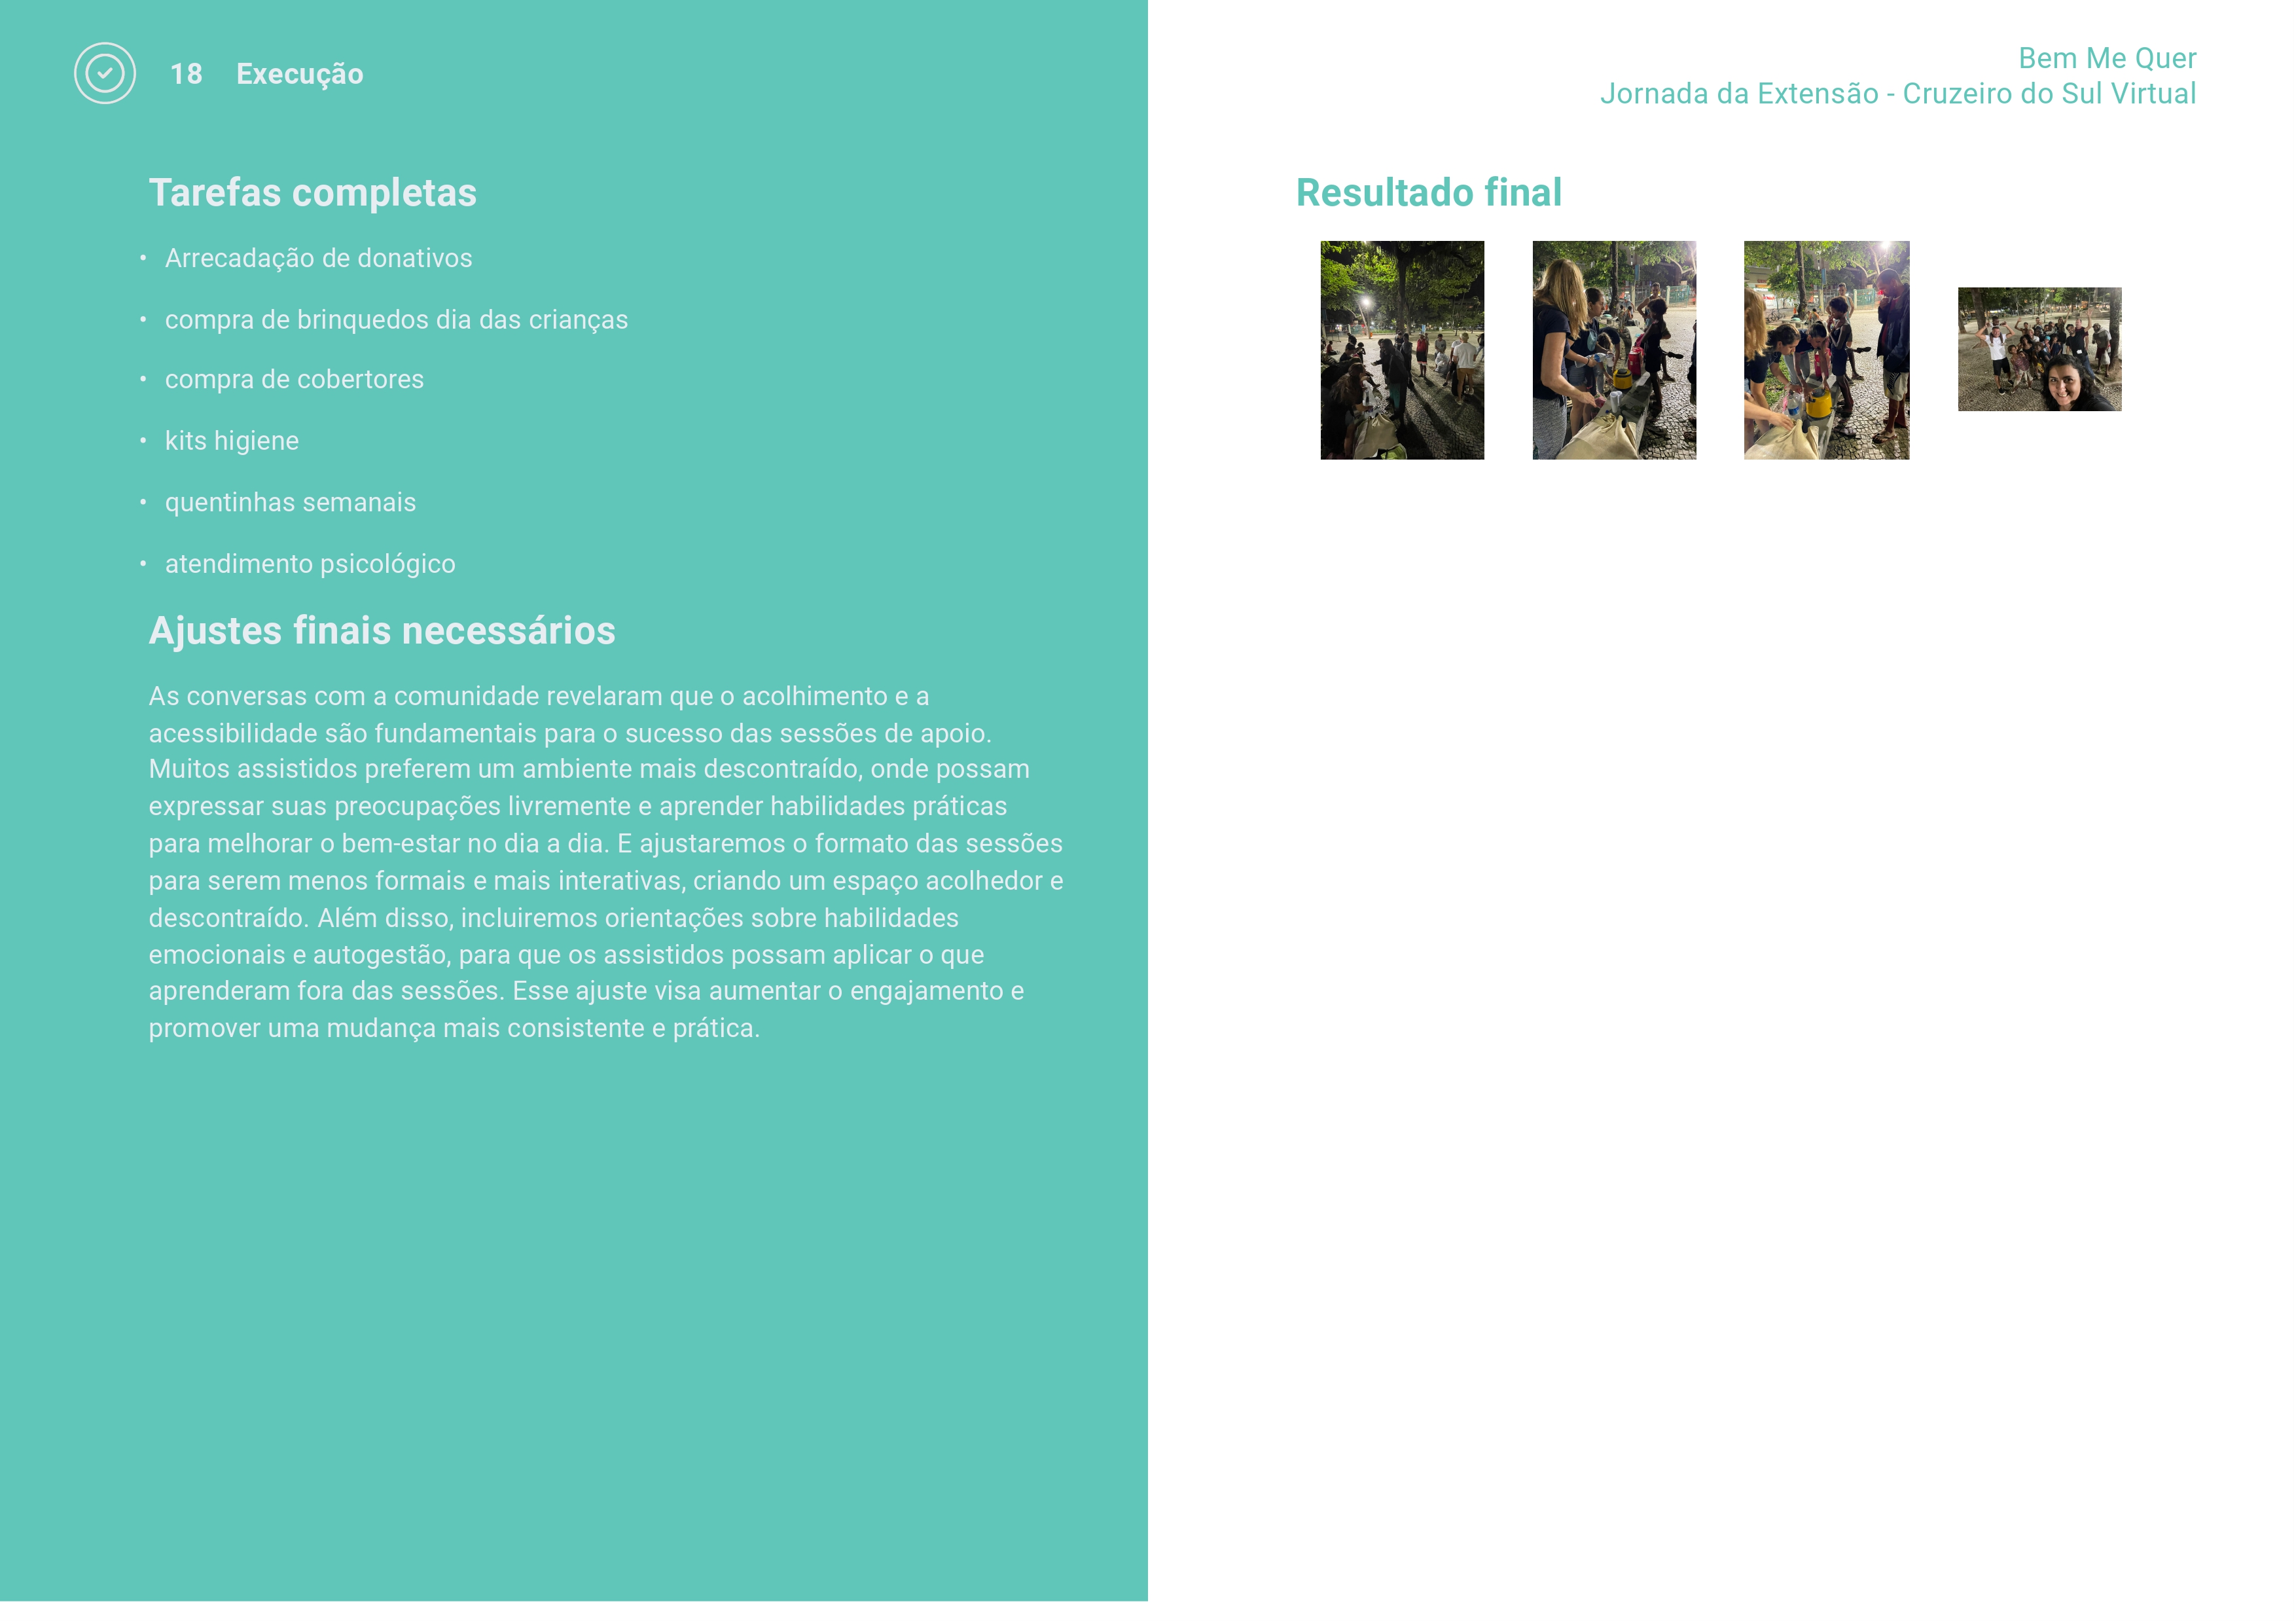 18 Execução
Bem Me Quer
Jornada da Extensão - Cruzeiro do Sul Virtual
Tarefas completas
• Arrecadação de donativos
• compra de brinquedos dia das crianças
• compra de cobertores
• kits higiene
• quentinhas semanais
• atendimento psicológico
Ajustes finais necessários
As conversas com a comunidade revelaram que o acolhimento e a
acessibilidade são fundamentais para o sucesso das sessões de apoio.
Muitos assistidos preferem um ambiente mais descontraído, onde possam
expressar suas preocupações livremente e aprender habilidades práticas
para melhorar o bem-estar no dia a dia. E ajustaremos o formato das sessões
para serem menos formais e mais interativas, criando um espaço acolhedor e
descontraído. Além disso, incluiremos orientações sobre habilidades
emocionais e autogestão, para que os assistidos possam aplicar o que
aprenderam fora das sessões. Esse ajuste visa aumentar o engajamento e
promover uma mudança mais consistente e prática.
Resultado final